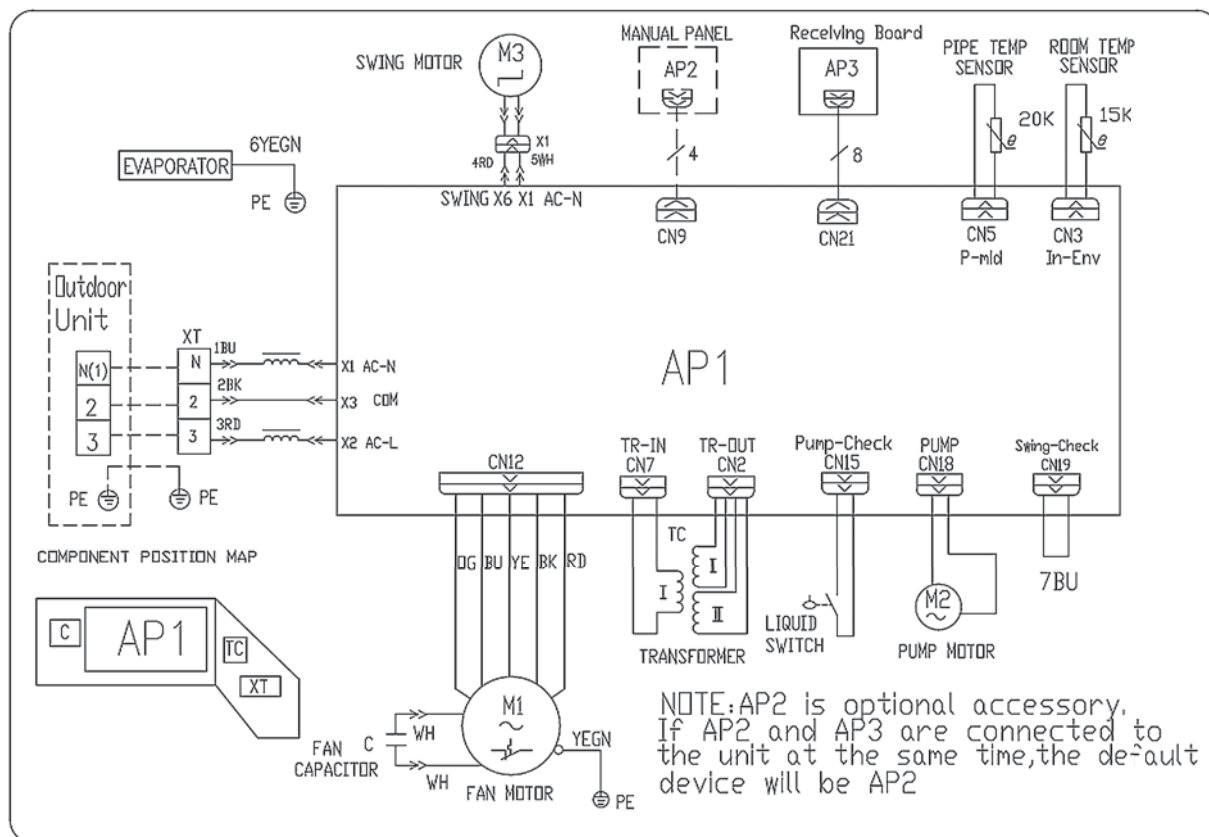 SWING MOTOR
M3
X1
4RD
5WH
SWING X6 X1 AC-N
MANUAL PANEL
AP2
4
CN9
Receiving Board
AP3
8
CN21
PIPE TEMP
SENSOR
20K
θ
CN5
P-mid
ROOM TEMP
SENSOR
15K
θ
CN3
In-Env
EVAPORATOR
6YEGN
PE
Outdoor
Unit
N(1)
2
3
PE
XT
N
2
3
PE
1BU
2BK
3RD
X1 AC-N
X3 COM
X2 AC-L
AP1
CN12
OG
BU
YE
BK
RD
TR-IN
CN7
TR-OUT
CN2
TC
I
I
II
TRANSFORMER
Pump-Check
CN15
LIQUID
SWITCH
PUMP
CN18
M2
PUMP MOTOR
Swing-Check
CN19
7BU
COMPONENT POSITION MAP
C
AP1
TC
XT
M1
FAN MOTOR
FAN
CAPACITOR
C
WH
WH
YEGN
PE
NOTE:AP2 is optional accessory.
If AP2 and AP3 are connected to
the unit at the same time,the default
device will be AP2